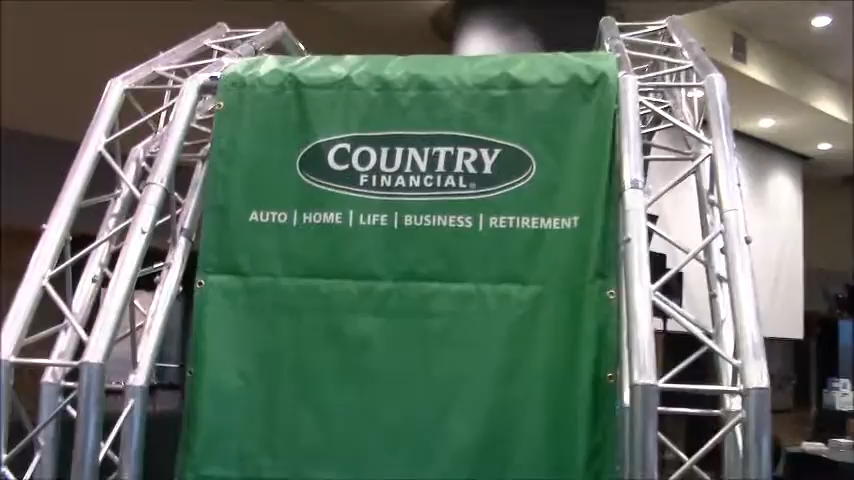 COUNTRY
FINANCIAL®
AUTO | HOME | LIFE | BUSINESS | RETIREMENT